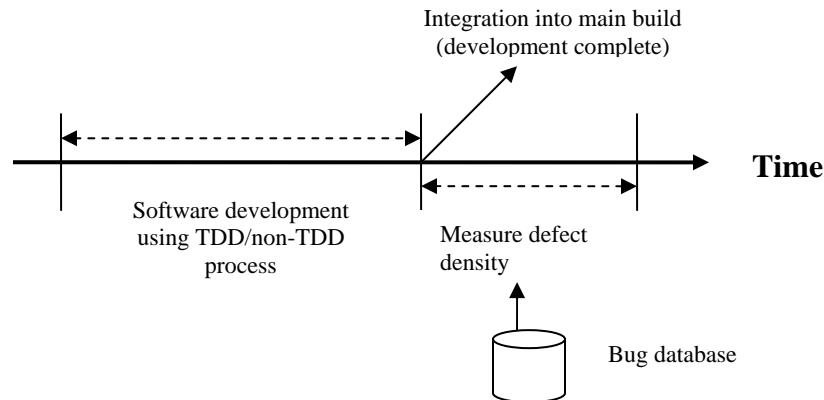 Integration into main build
(development complete)
Time
Software development
using TDD/non-TDD
process
Measure defect
density
Bug database